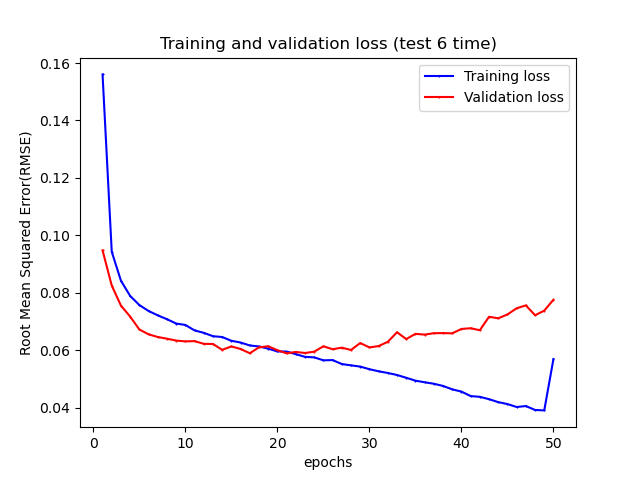 Training and validation loss (test 6 time)
Training loss
Validation loss
Root Mean Squared Error(RMSE)
0.16
0.14
0.12
0.10
0.08
0.06
0.04
0 10 20 30 40 50
epochs